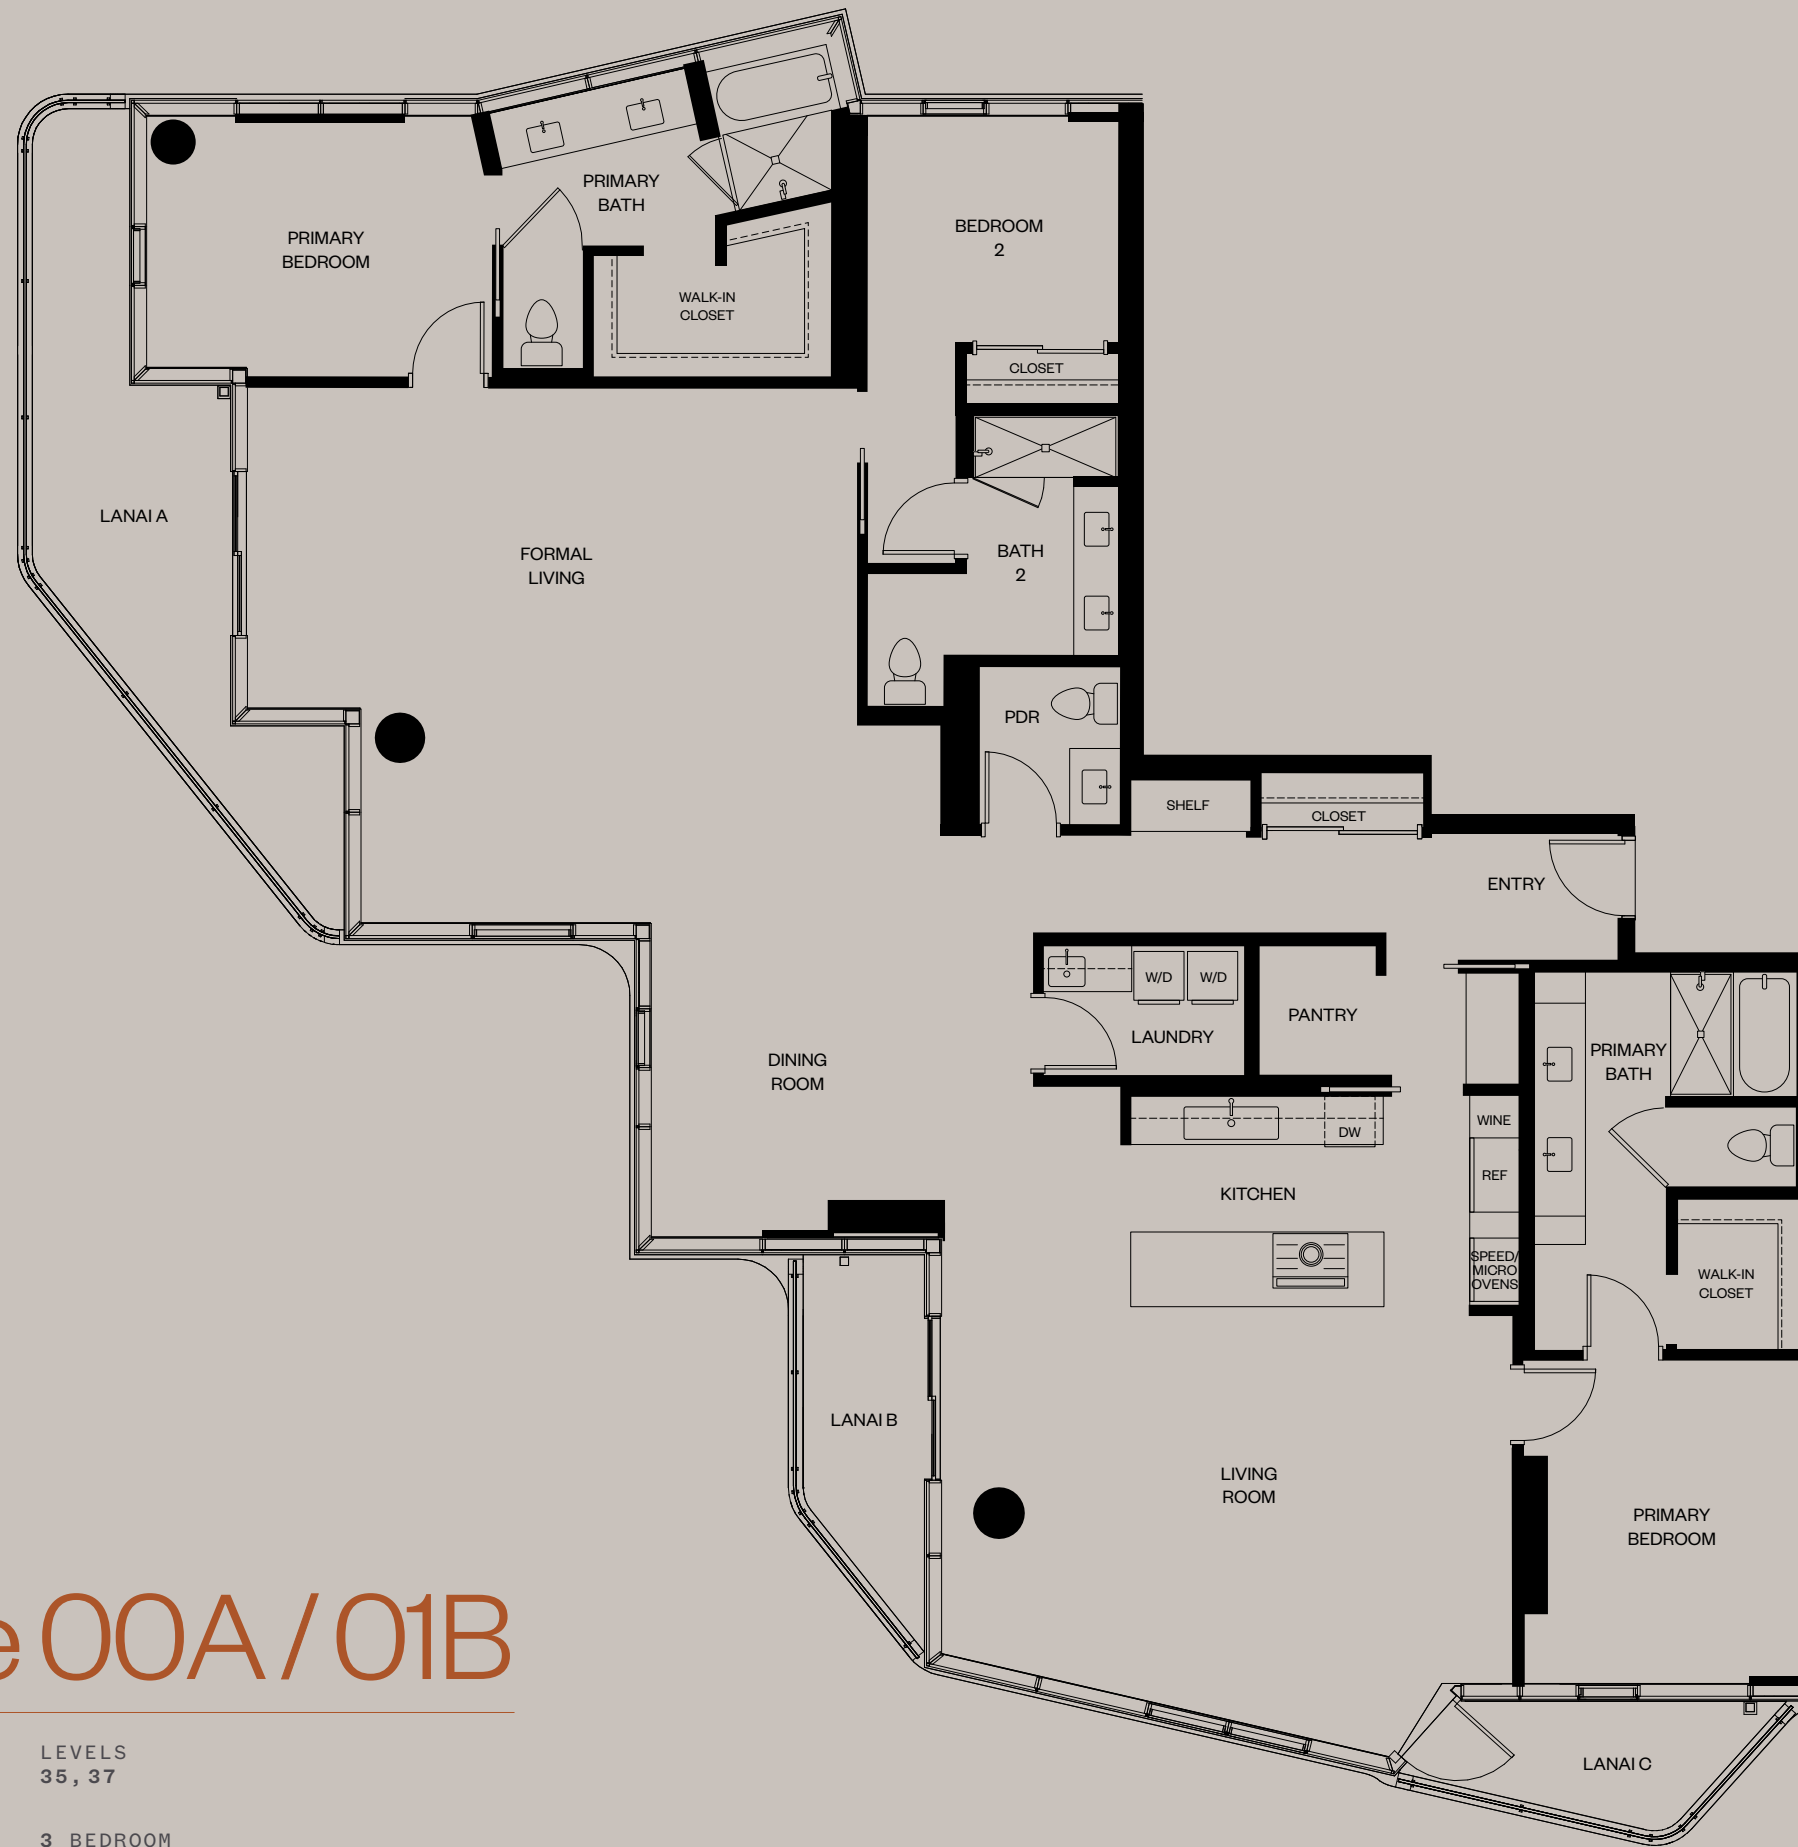 PRIMARY
BATH
PRIMARY
BEDROOM
BEDROOM
2
WALK-IN
CLOSET
CLOSET
LANAI A
FORMAL
LIVING
BATH
2
PDR
SHELF
CLOSET
ENTRY
W/D
W/D
LAUNDRY
PANTRY
DINING
ROOM
PRIMARY
BATH
DW
WINE
REF
KITCHEN
SPEED/
MICRO
OVENS
WALK-IN
CLOSET
LANAI B
LIVING
ROOM
PRIMARY
BEDROOM
LANAI C
e 00A / 01B
LEVELS
35, 37
3 BEDROOM